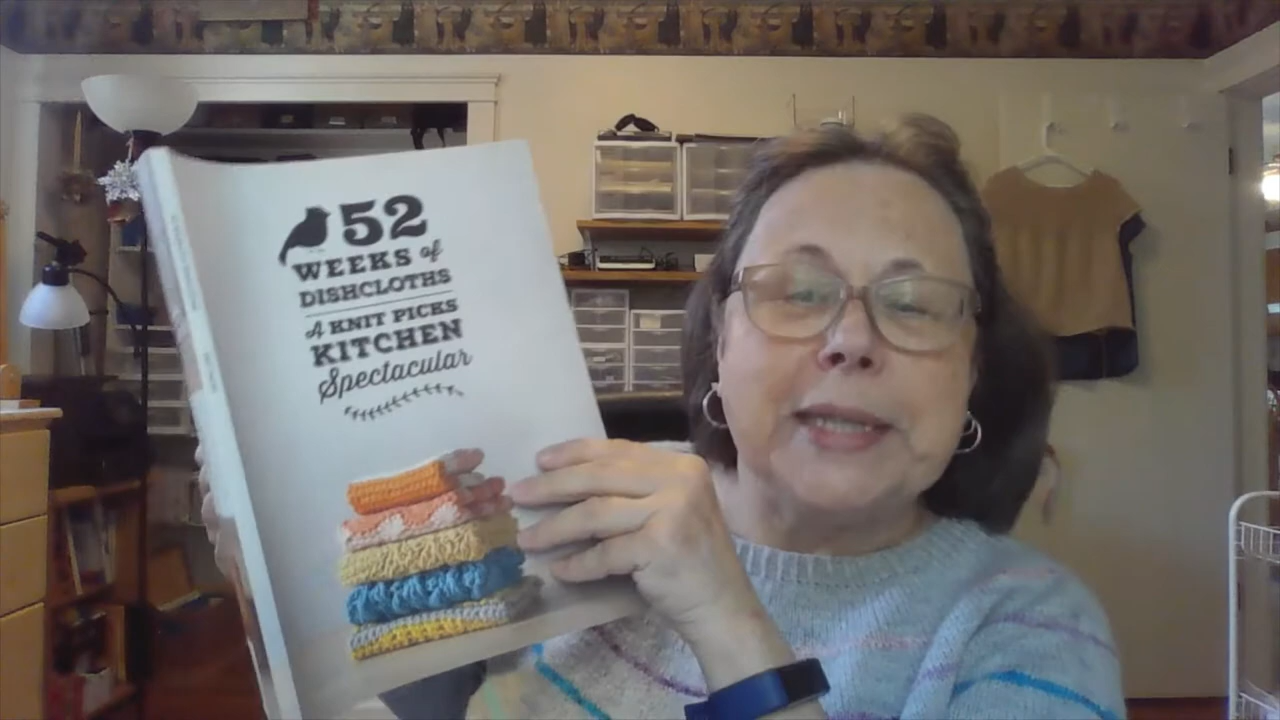 52
WEEKS of
DISHCLOTHS
A KNIT PICKS
KITCHEN
Spectacular